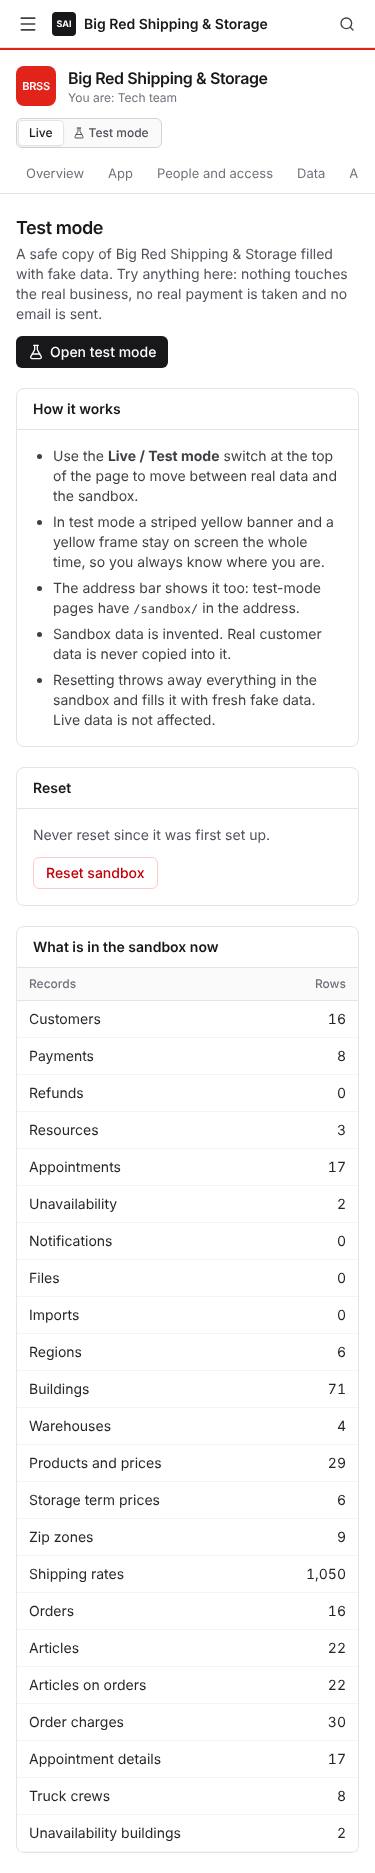 SAI Big Red Shipping & Storage
BRSS
Big Red Shipping & Storage
You are: Tech team
Live Test mode
Overview App People and access Data A
Test mode
A safe copy of Big Red Shipping & Storage filled
with fake data. Try anything here: nothing touches
the real business, no real payment is taken and no
email is sent.
Open test mode
How it works
• Use the Live / Test mode switch at the top
of the page to move between real data and
the sandbox.
• In test mode a striped yellow banner and a
yellow frame stay on screen the whole
time, so you always know where you are.
• The address bar shows it too: test-mode
pages have /sandbox/ in the address.
• Sandbox data is invented. Real customer
data is never copied into it.
• Resetting throws away everything in the
sandbox and fills it with fresh fake data.
Live data is not affected.
Reset
Never reset since it was first set up.
Reset sandbox
What is in the sandbox now
Records Rows
Customers 16
Payments 8
Refunds 0
Resources 3
Appointments 17
Unavailability 2
Notifications 0
Files 0
Imports 0
Regions 6
Buildings 71
Warehouses 4
Products and prices 29
Storage term prices 6
Zip zones 9
Shipping rates 1,050
Orders 16
Articles 22
Articles on orders 22
Order charges 30
Appointment details 17
Truck crews 8
Unavailability buildings 2